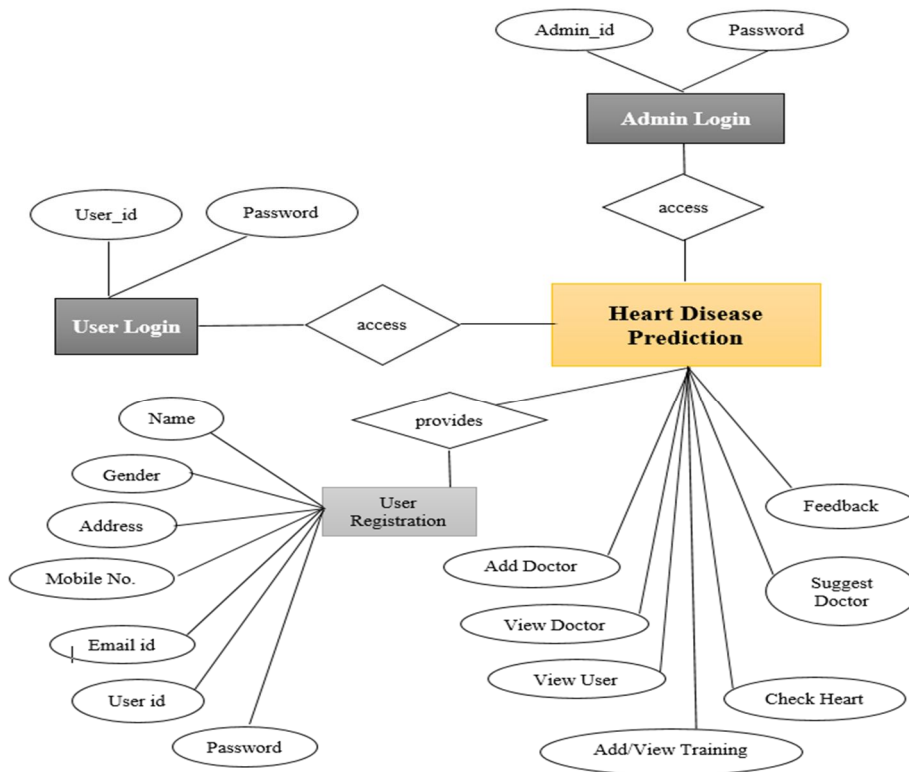 Admin_id
Password
Admin Login
access
User_id
Password
User Login
access
Heart Disease
Prediction
provides
Name
Gender
Address
Mobile No.
Email id
User id
Password
User
Registration
Feedback
Add Doctor
Suggest
Doctor
View Doctor
View User
Check Heart
Add/View Training